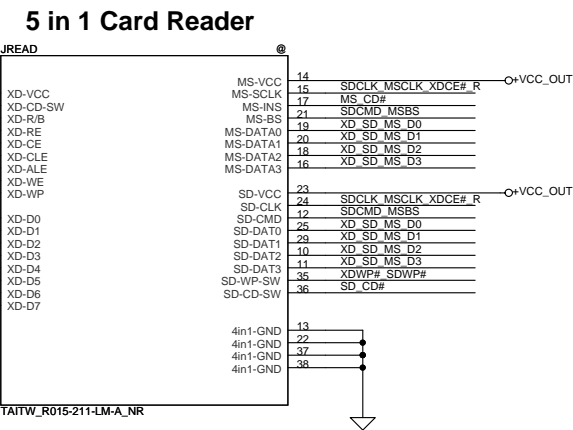 5 in 1 Card Reader
JREAD @
XD-VCC
XD-CD-SW
XD-R/B
XD-RE
XD-CE
XD-CLE
XD-ALE
XD-WE
XD-WP
XD-D0
XD-D1
XD-D2
XD-D3
XD-D4
XD-D5
XD-D6
XD-D7
MS-VCC 14 +VCC_OUT
MS-SCLK 15 SDCLK_MSCLK_XDCE#_R
MS-INS 17 MS_CD#
MS-BS 21 SDCMD_MSBS
MS-DATA0 19 XD_SD_MS_D0
MS-DATA1 20 XD_SD_MS_D1
MS-DATA2 18 XD_SD_MS_D2
MS-DATA3 16 XD_SD_MS_D3
SD-VCC 23 +VCC_OUT
SD-CLK 24 SDCLK_MSCLK_XDCE#_R
SD-CMD 12 SDCMD_MSBS
SD-DAT0 25 XD_SD_MS_D0
SD-DAT1 29 XD_SD_MS_D1
SD-DAT2 10 XD_SD_MS_D2
SD-DAT3 11 XD_SD_MS_D3
SD-WP-SW 35 XDWP#_SDWP#
SD-CD-SW 36 SD_CD#
4in1-GND 13
4in1-GND 22
4in1-GND 37
4in1-GND 38
TAITW_R015-211-LM-A_NR